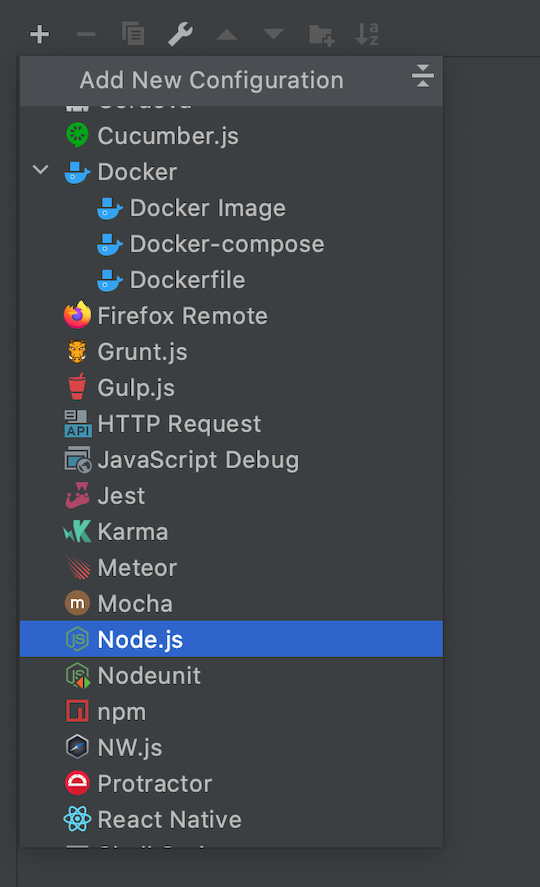 Add New Configuration
Cucumber.js
Docker
Docker Image
Docker-compose
Dockerfile
Firefox Remote
Grunt.js
Gulp.js
API
HTTP Request
JavaScript Debug
Jest
Karma
Meteor
m
Mocha
JS
Node.js
Nodeunit
npm
NW.js
Protractor
React Native